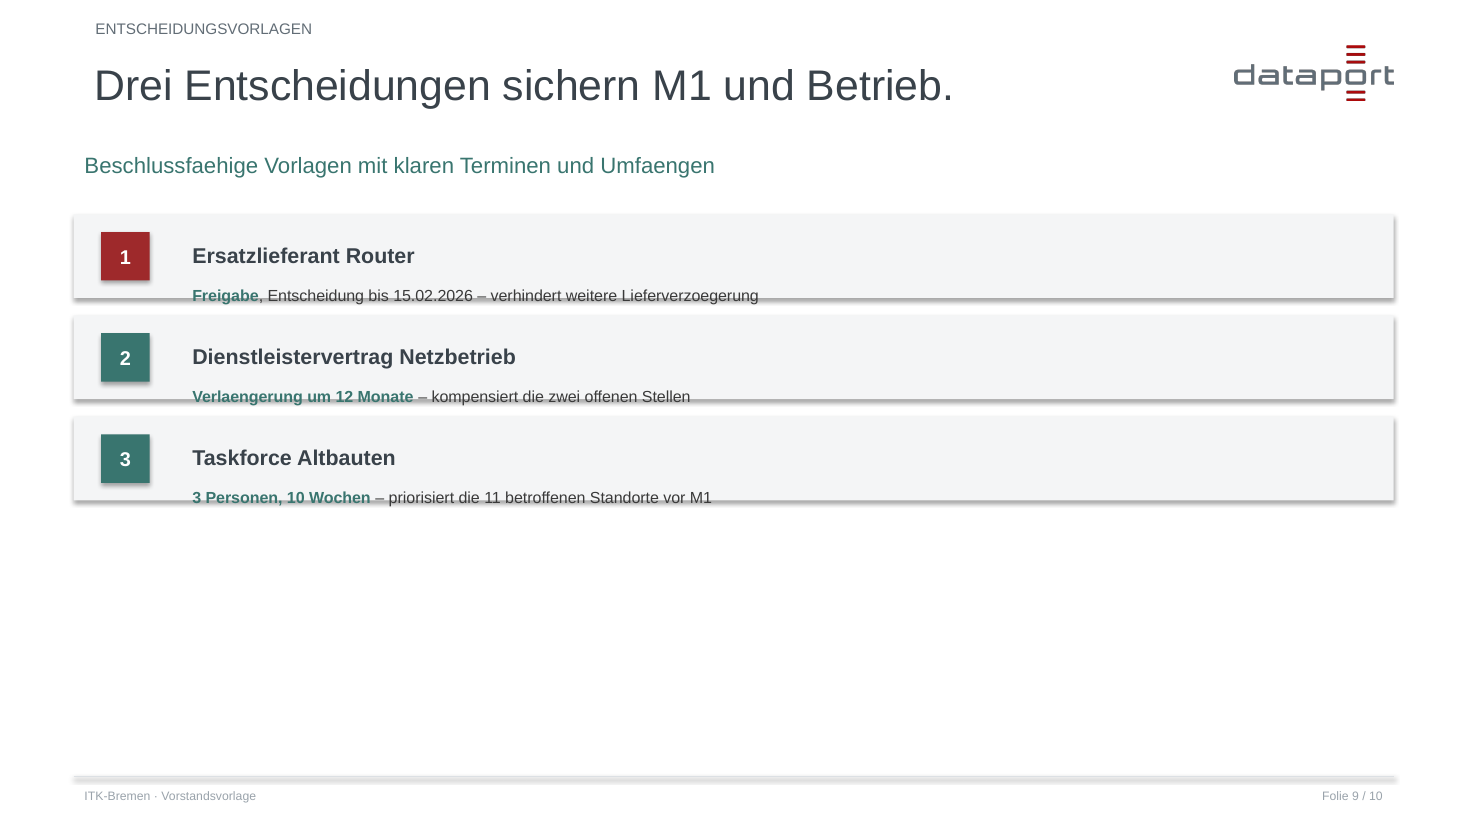 ENTSCHEIDUNGSVORLAGEN
Drei Entscheidungen sichern M1 und Betrieb.
dataport
Beschlussfaehige Vorlagen mit klaren Terminen und Umfaengen
1
Ersatzlieferant Router
Freigabe, Entscheidung bis 15.02.2026 – verhindert weitere Lieferverzoegerung
2
Dienstleistervertrag Netzbetrieb
Verlaengerung um 12 Monate – kompensiert die zwei offenen Stellen
3
Taskforce Altbauten
3 Personen, 10 Wochen – priorisiert die 11 betroffenen Standorte vor M1
ITK-Bremen · Vorstandsvorlage
Folie 9 / 10